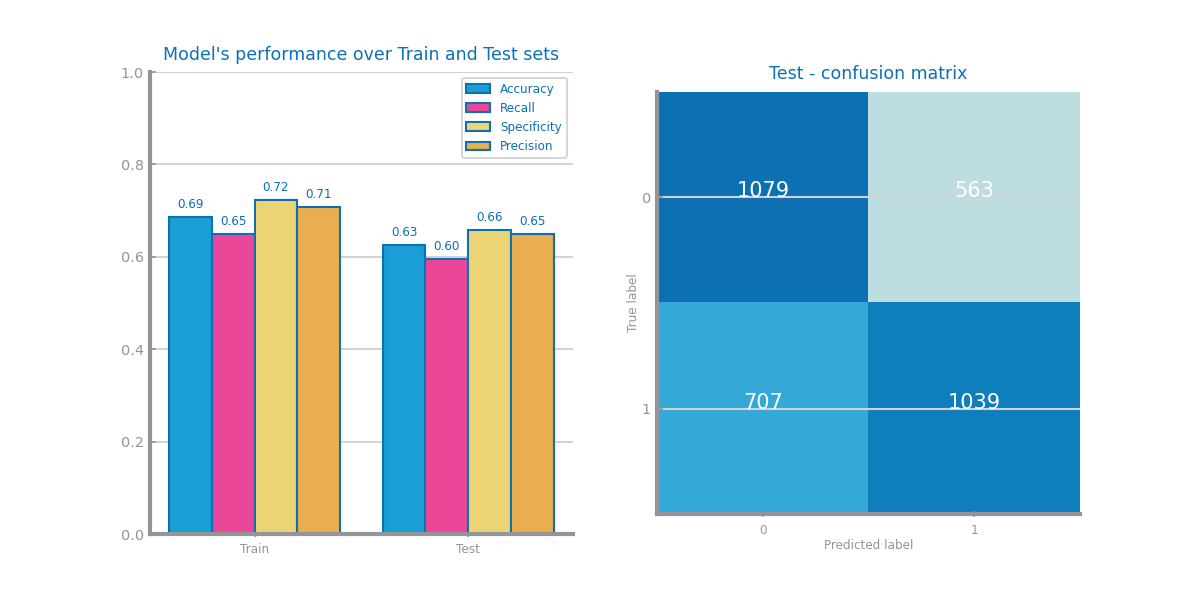 Model's performance over Train and Test sets
1.0
0.8
0.6
0.4
0.2
0.0
Accuracy
Recall
Specificity
Precision
0.69
0.65
0.72
0.71
0.63
0.60
0.66
0.65
Train
Test
Test - confusion matrix
True label
0
1
1079
563
707
1039
0
1
Predicted label